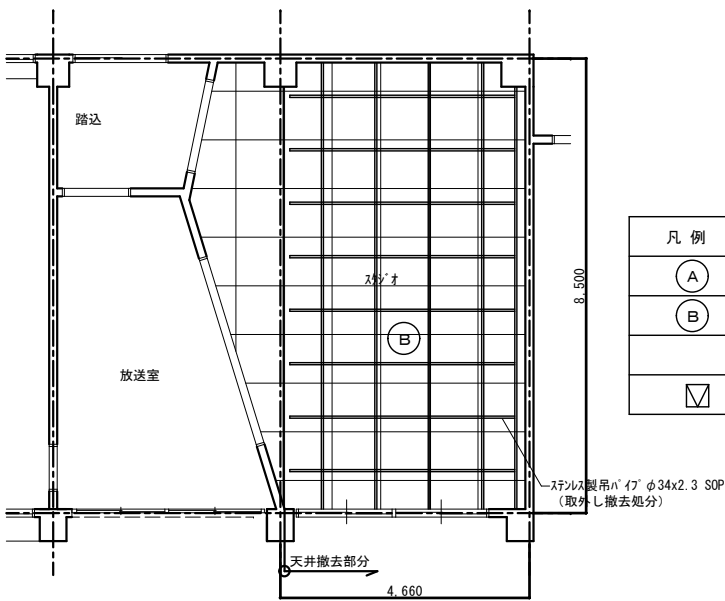 踏込
凡 例
A
スタジオ
8,500
B
B
放送室
ステンレス製吊パイプ φ34x2.3 SOP
（取外し撤去処分）
天井撤去部分
4,660